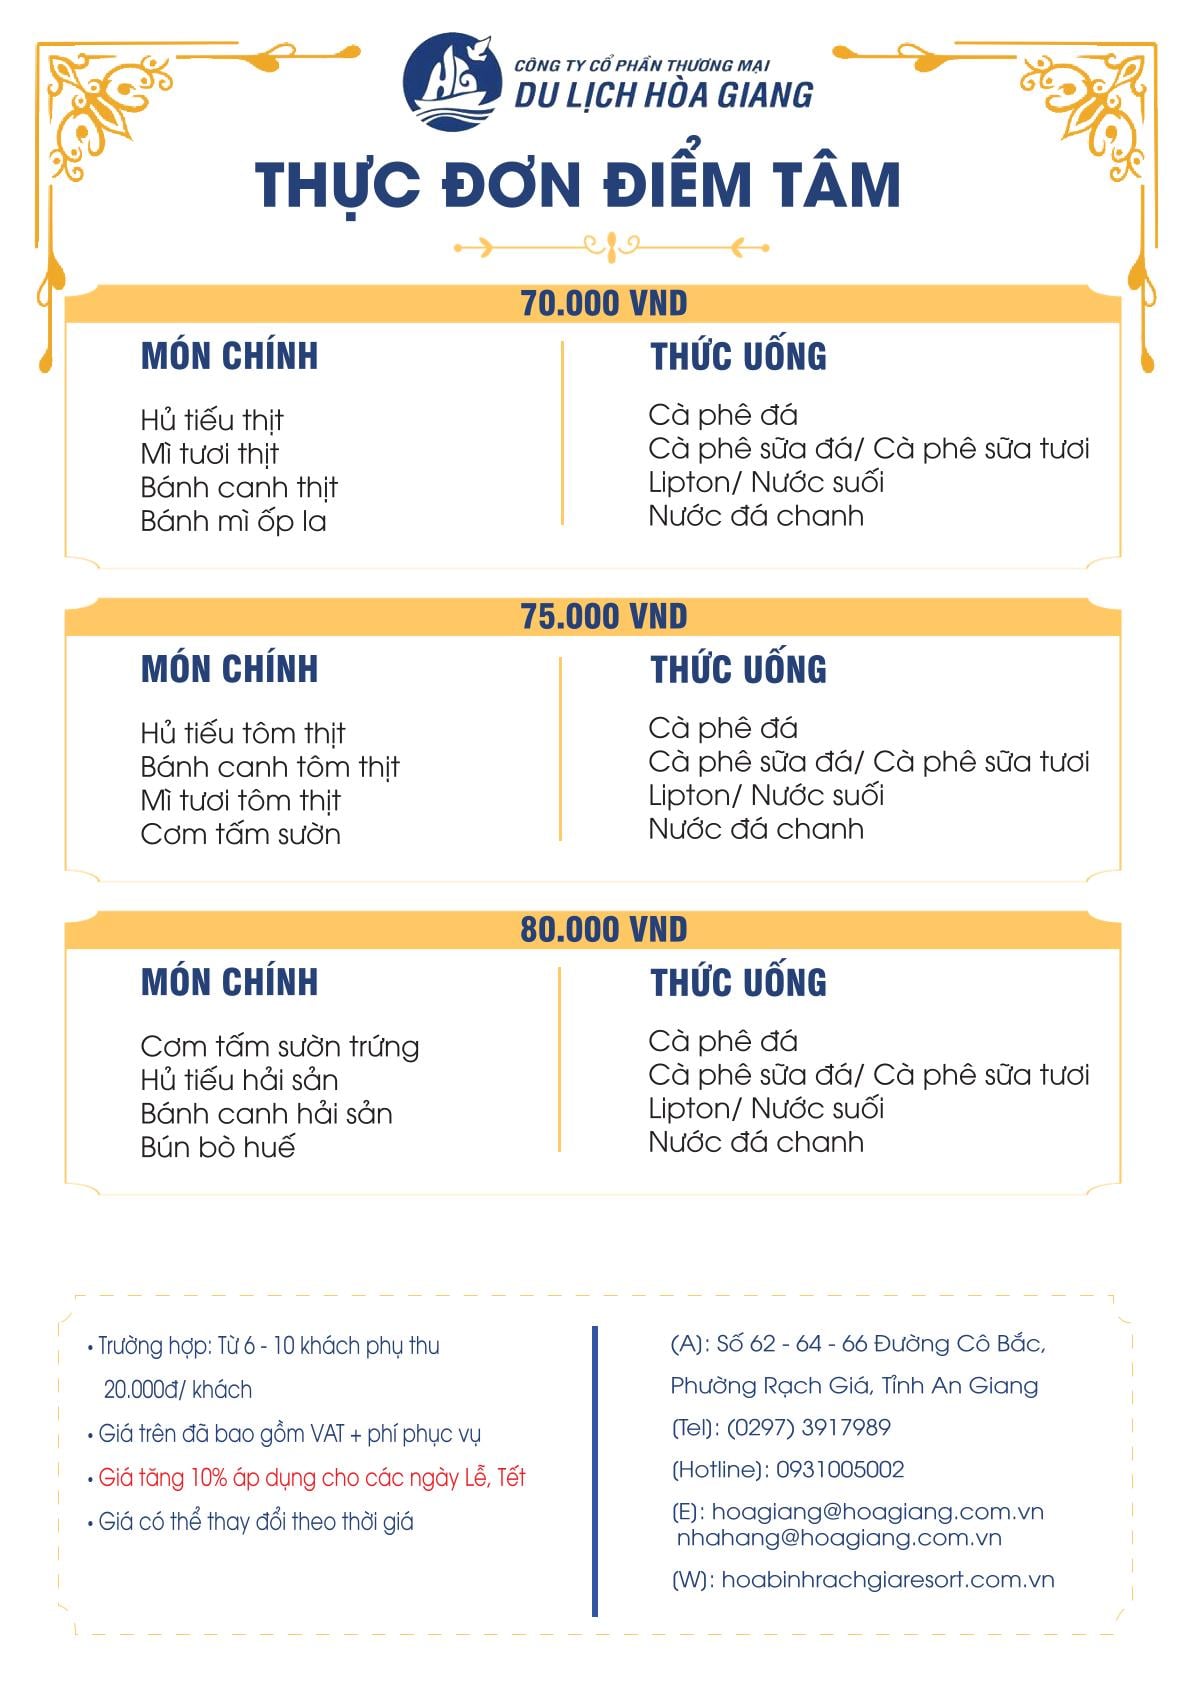 CÔNG TY CỔ PHẦN THƯƠNG MẠI
DU LỊCH HÒA GIANG
THỰC ĐƠN ĐIỂM TÂM
70.000 VND
MÓN CHÍNH
Hủ tiếu thịt
Mì tươi thịt
Bánh canh thịt
Bánh mì ốp la
THỨC UỐNG
Cà phê đá
Cà phê sữa đá/ Cà phê sữa tươi
Lipton/ Nước suối
Nước đá chanh
75.000 VND
MÓN CHÍNH
Hủ tiếu tôm thịt
Bánh canh tôm thịt
Mì tươi tôm thịt
Cơm tấm sườn
THỨC UỐNG
Cà phê đá
Cà phê sữa đá/ Cà phê sữa tươi
Lipton/ Nước suối
Nước đá chanh
80.000 VND
MÓN CHÍNH
Cơm tấm sườn trứng
Hủ tiếu hải sản
Bánh canh hải sản
Bún bò huế
THỨC UỐNG
Cà phê đá
Cà phê sữa đá/ Cà phê sữa tươi
Lipton/ Nước suối
Nước đá chanh
• Trường hợp: Từ 6 - 10 khách phụ thu
20.000đ/ khách
• Giá trên đã bao gồm VAT + phí phục vụ
• Giá tăng 10% áp dụng cho các ngày Lễ, Tết
• Giá có thể thay đổi theo thời giá
(A): Số 62 - 64 - 66 Đường Cô Bắc,
Phường Rạch Giá, Tỉnh An Giang
(Tel): (0297) 3917989
(Hotline): 0931005002
(E): hoagiang@hoagiang.com.vn
nhahang@hoagiang.com.vn
(W): hoabinhrachgiaresort.com.vn